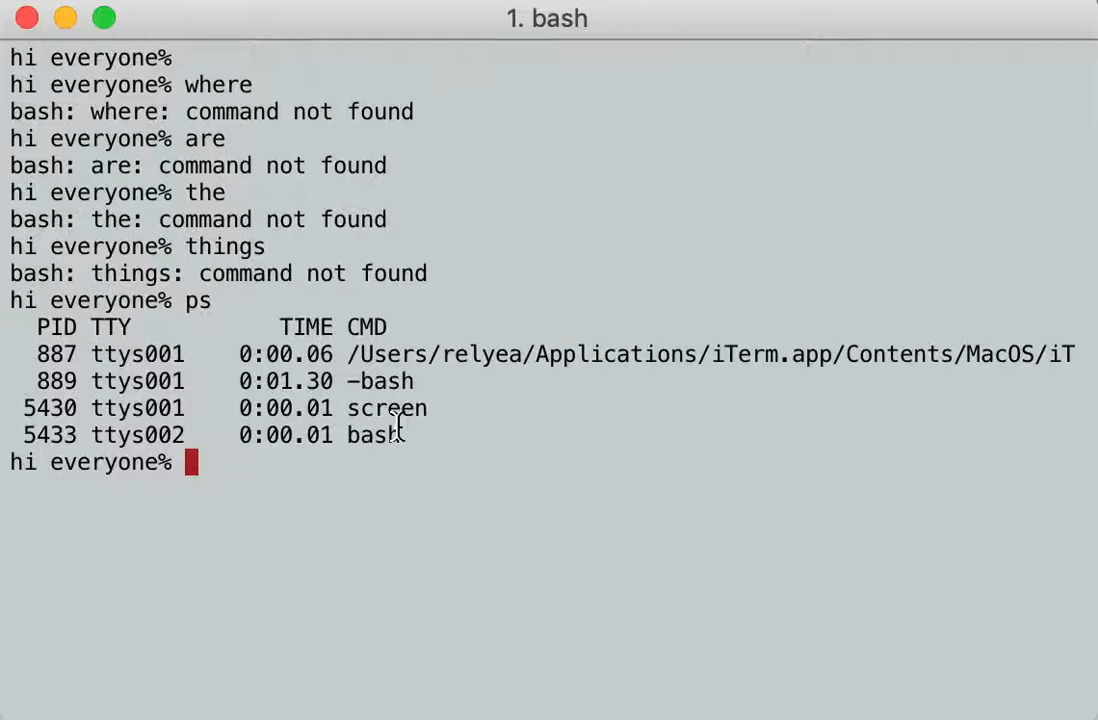 1. bash
hi everyone%
hi everyone% where
bash: where: command not found
hi everyone% are
bash: are: command not found
hi everyone% the
bash: the: command not found
hi everyone% things
bash: things: command not found
hi everyone% ps
  PID TTY           TIME CMD
  887 ttys001    0:00.06 /Users/relyea/Applications/iTerm.app/Contents/MacOS/iT
  889 ttys001    0:01.30 -bash
 5430 ttys001    0:00.01 screen
 5433 ttys002    0:00.01 bash
hi everyone%